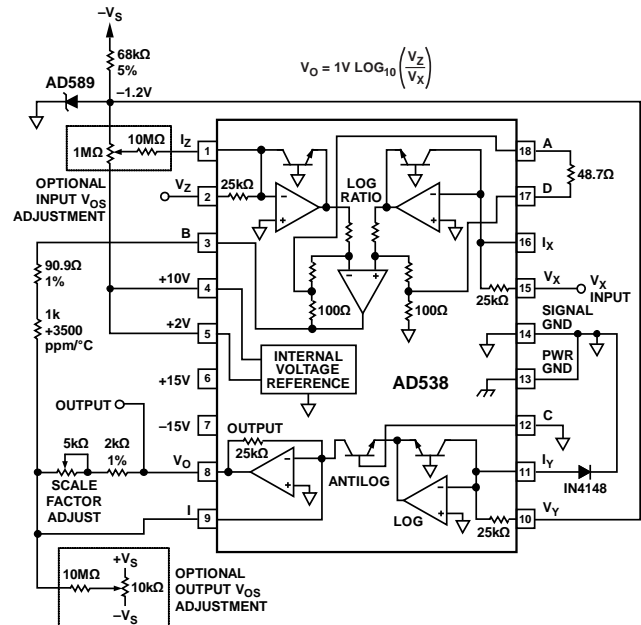 –VS
68kΩ
5%
AD589
–1.2V
VO = 1V LOG10 (VZ/VX)
1MΩ
10MΩ
OPTIONAL
INPUT VOS
ADJUSTMENT
IZ
1
VZ
2
25kΩ
B
3
90.9Ω
1%
1k
+3500
ppm/°C
+10V
4
+2V
5
+15V
6
–15V
7
OUTPUT
5kΩ
2kΩ
1%
VO
8
SCALE
FACTOR
ADJUST
I
9
10MΩ
+VS
10kΩ
–VS
OPTIONAL
OUTPUT VOS
ADJUSTMENT
LOG
RATIO
–
+
–
+
–
+
100Ω
100Ω
INTERNAL
VOLTAGE
REFERENCE
AD538
OUTPUT
25kΩ
–
+
ANTILOG
LOG
–
+
25kΩ
18
A
48.7Ω
17
D
16
IX
25kΩ
15
VX
VX
INPUT
SIGNAL
GND
14
PWR
GND
13
12
C
11
IY
IN4148
10
VY